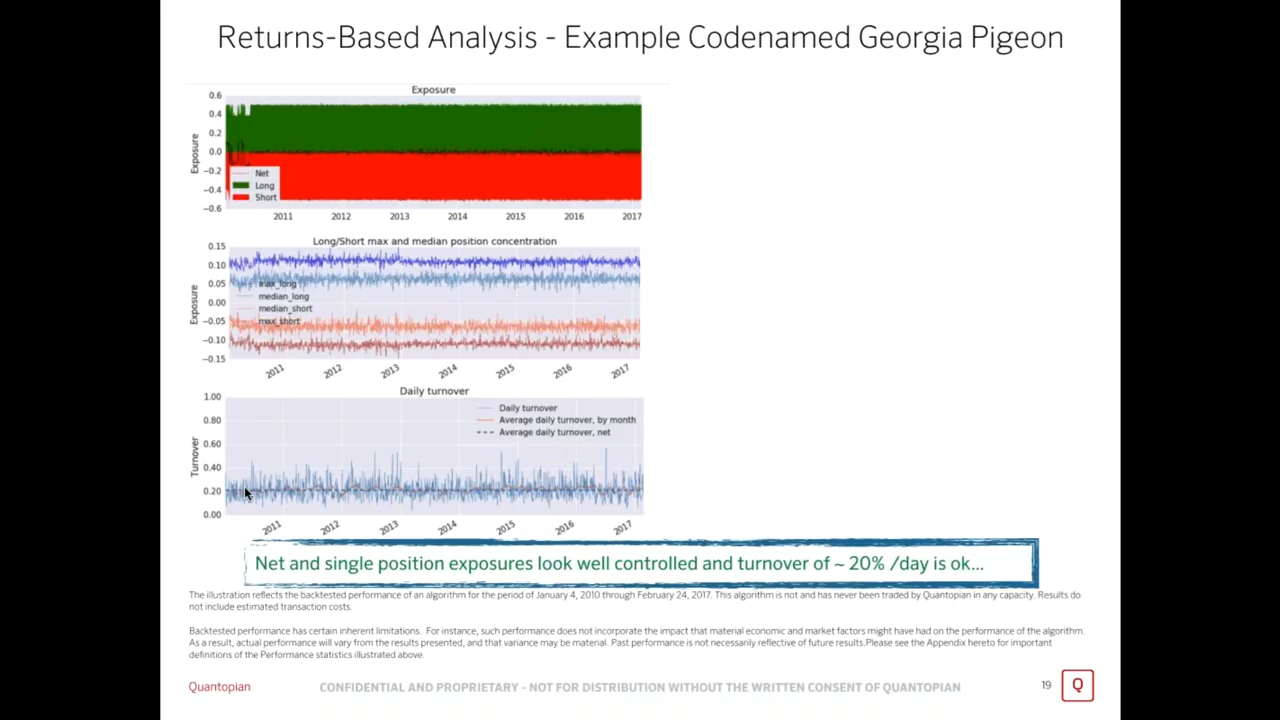 Returns-Based Analysis - Example Codenamed Georgia Pigeon
Exposure
0.6
0.4
0.2
0.0
−0.2
−0.4
−0.6
Exposure
Net
Long
Short
2011 2012 2013 2014 2015 2016 2017
Long/Short max and median position concentration
0.15
0.10
0.05
0.00
−0.05
−0.10
−0.15
Exposure
max_long
median_long
median_short
max_short
2011 2012 2013 2014 2015 2016 2017
Daily turnover
1.00
0.80
0.60
0.40
0.20
0.00
Turnover
Daily turnover
Average daily turnover, by month
Average daily turnover, net
2011 2012 2013 2014 2015 2016 2017
Net and single position exposures look well controlled and turnover of ~ 20% /day is ok...
The illustration reflects the backtested performance of an algorithm for the period of January 4, 2010 through February 24, 2017. This algorithm is not and has never been traded by Quantopian in any capacity. Results do
not include estimated transaction costs.
Backtested performance has certain inherent limitations. For instance, such performance does not incorporate the impact that material economic and market factors might have had on the performance of the algorithm.
As a result, actual performance will vary from the results presented, and that variance may be material. Past performance is not necessarily reflective of future results.Please see the Appendix hereto for important
definitions of the Performance statistics illustrated above.
Quantopian
CONFIDENTIAL AND PROPRIETARY - NOT FOR DISTRIBUTION WITHOUT THE WRITTEN CONSENT OF QUANTOPIAN
19
Q